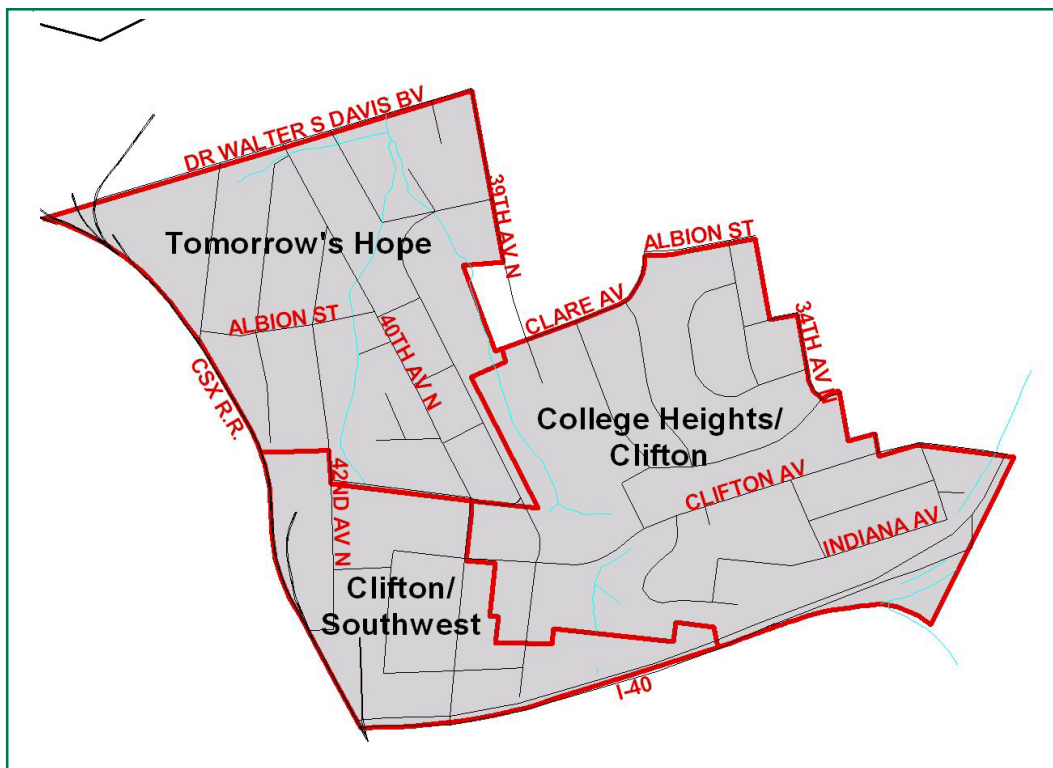 DR WALTER S DAVIS BV
39TH AV N
Tomorrow's Hope
ALBION ST
ALBION ST
CLARE AV
34TH AV N
40TH AV N
CSX R.R.
College Heights/
Clifton
CLIFTON AV
42ND AV N
INDIANA AV
Clifton/
Southwest
I-40